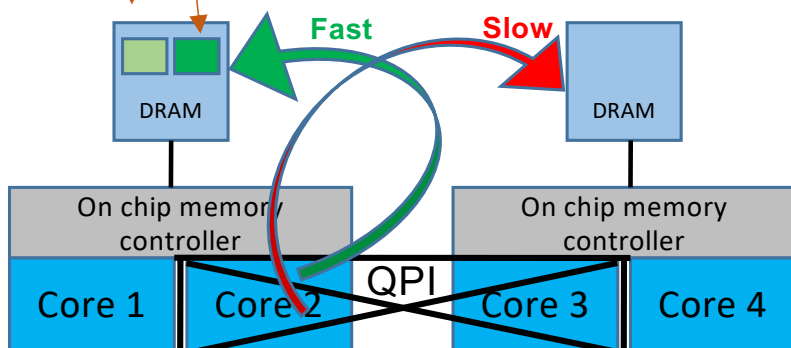 Fast
Slow
DRAM
DRAM
On chip memory
controller
On chip memory
controller
QPI
Core 1
Core 2
Core 3
Core 4